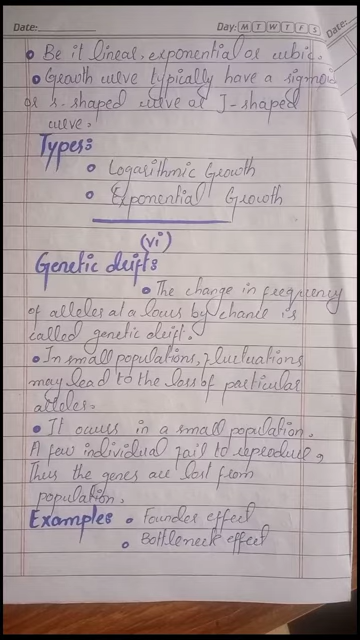 Date: Day: M T W T F S
Date:
• Be it lineal, exponential or cubic.
• Growth curve typically have a sigmoid
or s-shaped curve or J-shaped
curve.
Types:
• Logarithmic Growth
• Exponential Growth
(vi)
Genetic drift:
• The change in frequency
of alleles at a locus by chance is
called genetic drift.
• In small populations, fluctuations
may lead to the loss of particular
alleles.
• It occurs in a small population.
A few individual fail to reproduce,
Thus the genes are lost from
population.
Examples • Founder effect
• Bottleneck effect